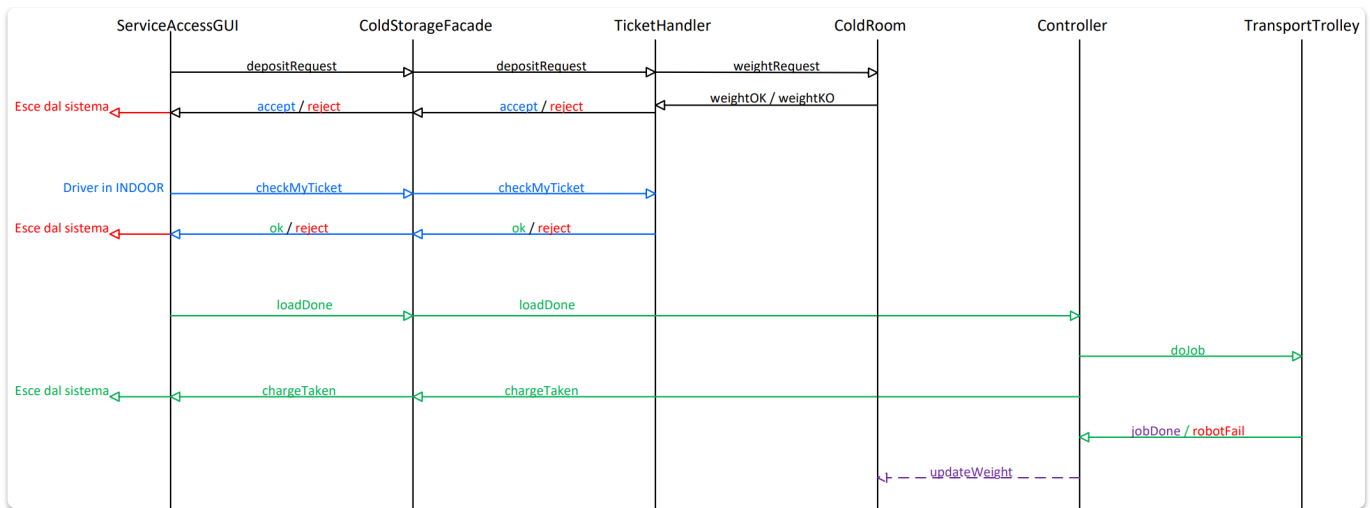 ServiceAccessGUI ColdStorageFacade TicketHandler ColdRoom Controller TransportTrolley
depositRequest depositRequest weightRequest
Esce dal sistema accept / reject accept / reject weightOK / weightKO
Driver in INDOOR checkMyTicket checkMyTicket
Esce dal sistema ok / reject ok / reject
loadDone loadDone
doJob
Esce dal sistema chargeTaken chargeTaken
jobDone / robotFail
updateWeight